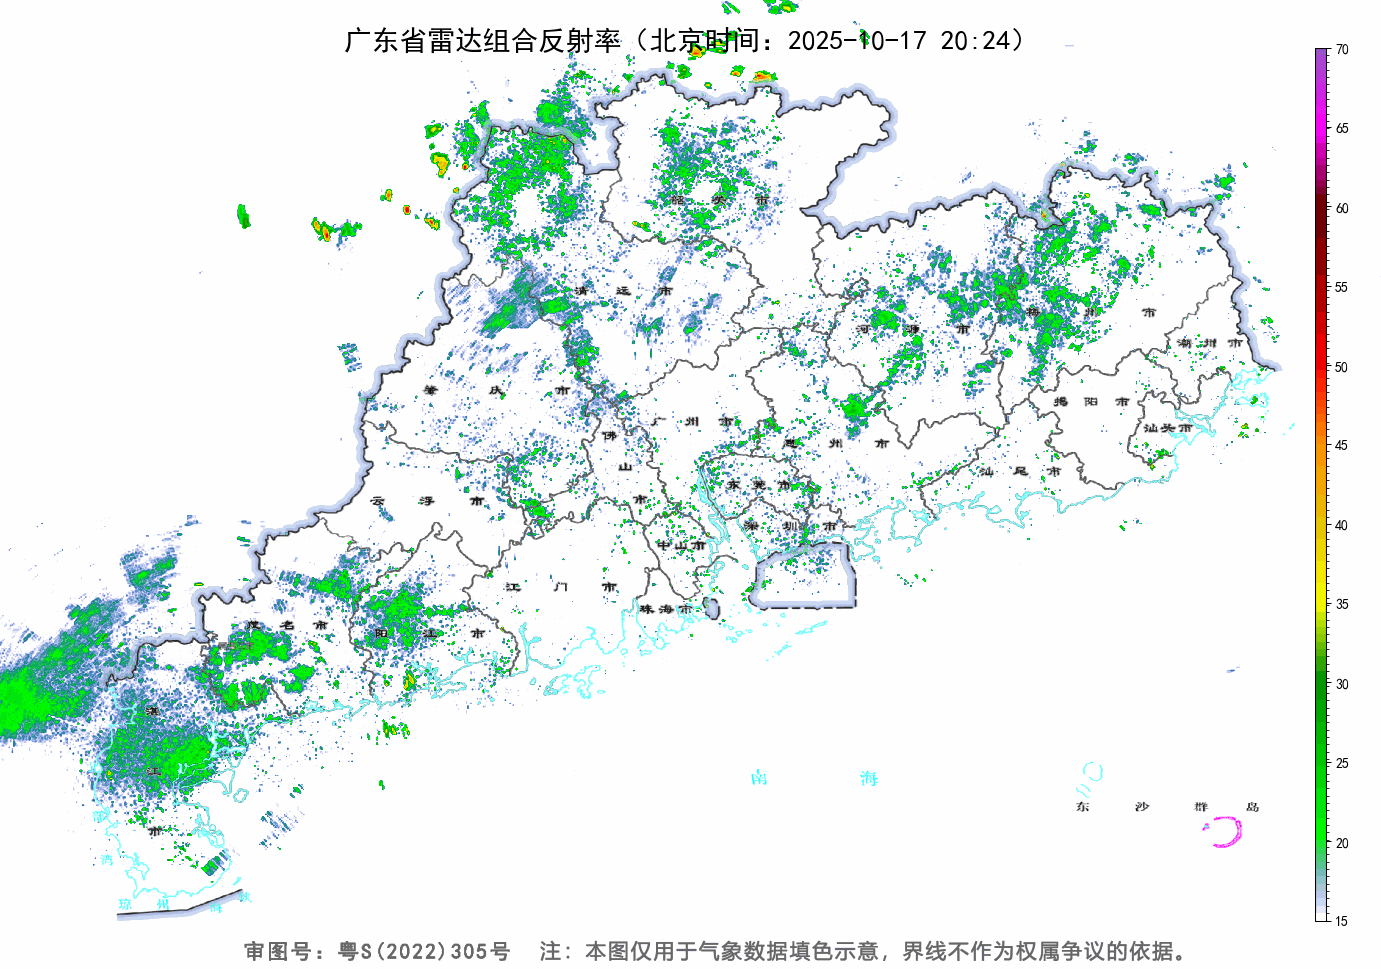 广东省雷达组合反射率（北京时间：2025-10-17 20:24）
70
65
60
55
50
45
40
35
30
25
20
15
韶 关 市
清 远 市
河 源 市
梅 州 市
潮 州 市
肇 庆 市
广 州 市
揭 阳 市
汕头市
佛 山 市
惠 州 市
云 浮 市
东 莞 市
汕 尾 市
深 圳 市
中山市
江 门 市
珠海市
茂 名 市
阳 江 市
湛 江 市
南 海
东 沙 群 岛
湾
琼 州 海 峡
审图号：粤S(2022)305号 注：本图仅用于气象数据填色示意，界线不作为权属争议的依据。